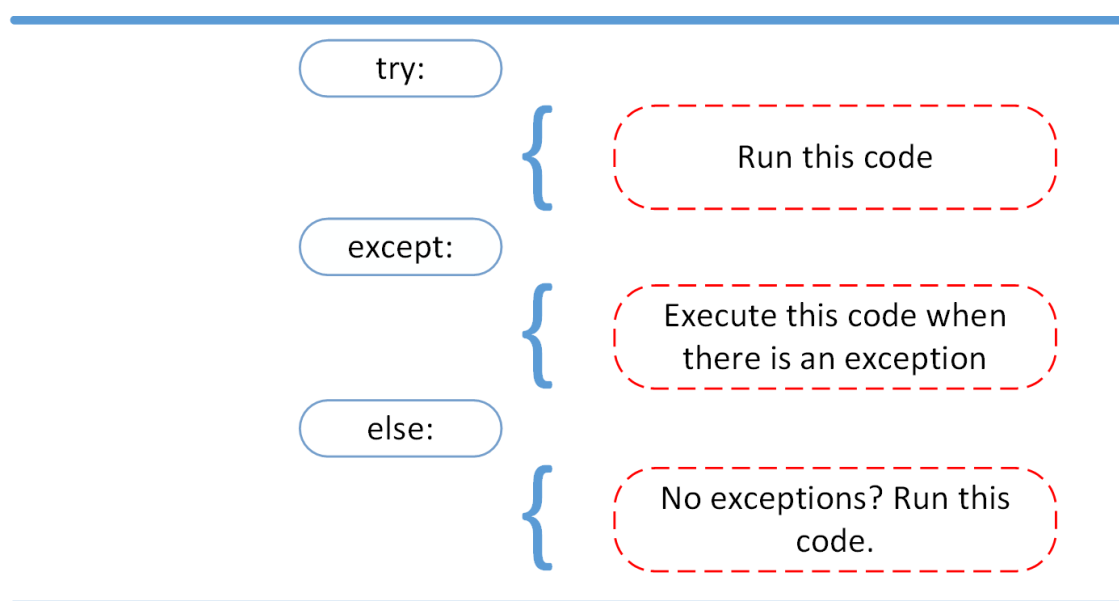 try:
Run this code
except:
Execute this code when
there is an exception
else:
No exceptions? Run this
code.